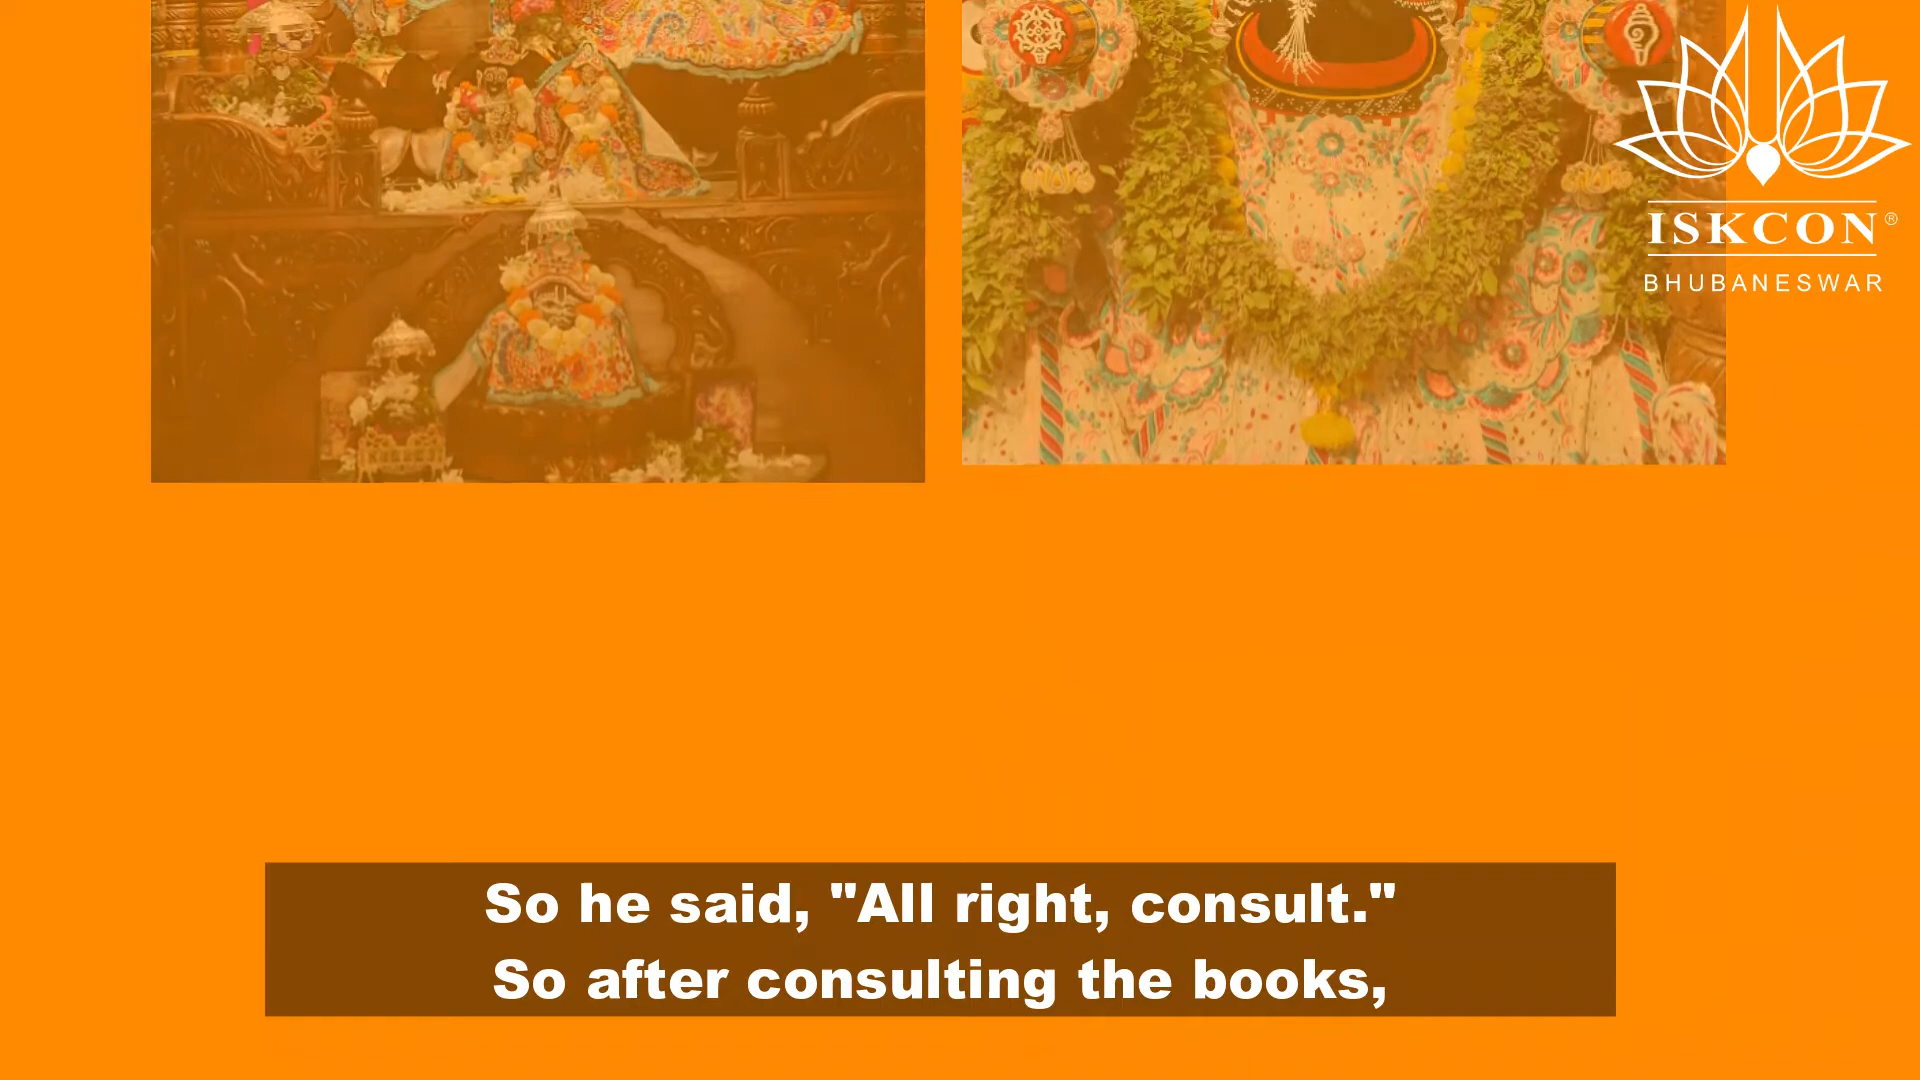 ISKCON®
BHUBANESWAR
So he said, "All right, consult."
So after consulting the books,